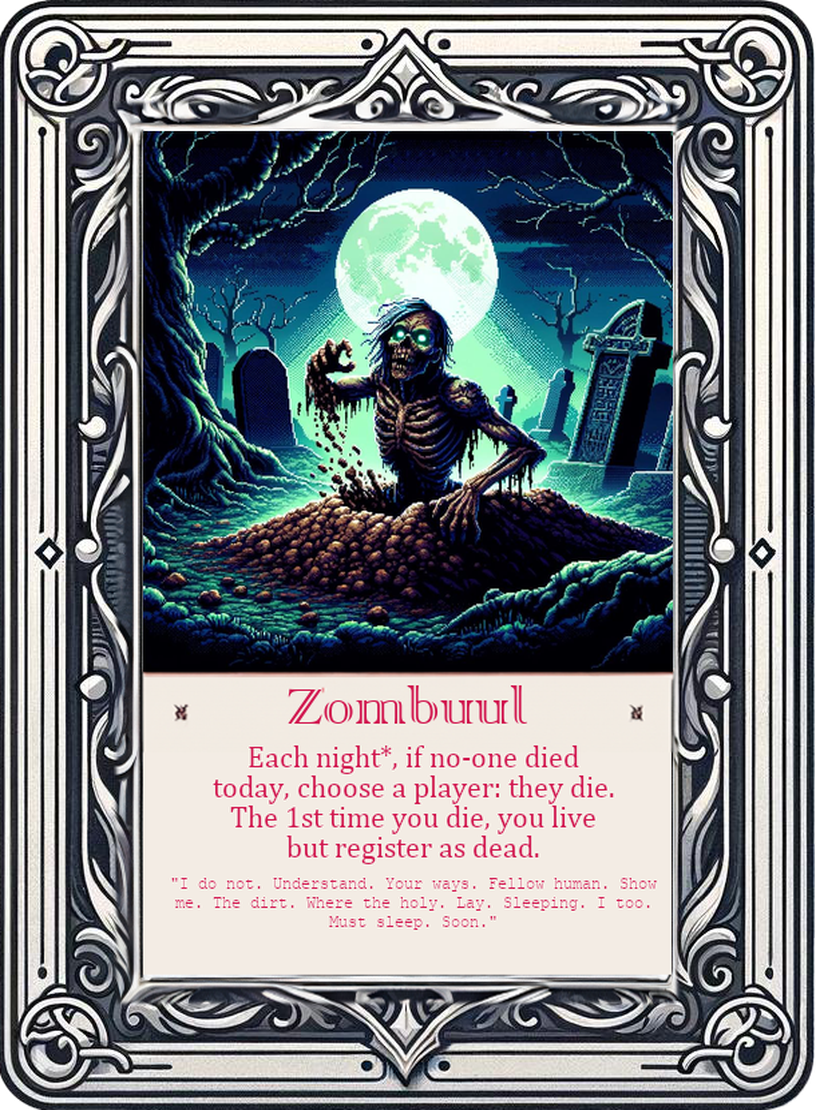 Zombuul
Each night*, if no-one died
today, choose a player: they die.
The 1st time you die, you live
but register as dead.
"I do not. Understand. Your ways. Fellow human. Show
me. The dirt. Where the holy. Lay. Sleeping. I too.
Must sleep. Soon."